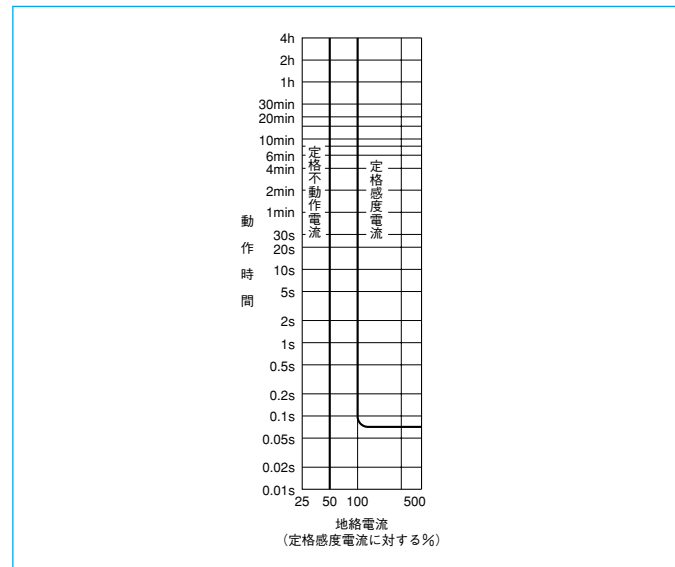 4h
2h
1h
30min
20min
10min
6min
4min
2min
1min
30s
20s
10s
5s
2s
1s
0.5s
0.2s
0.1s
0.05s
0.02s
0.01s
動作時間
定格不動作電流
定格感度電流
25 50 100 500
地絡電流
（定格感度電流に対する％）